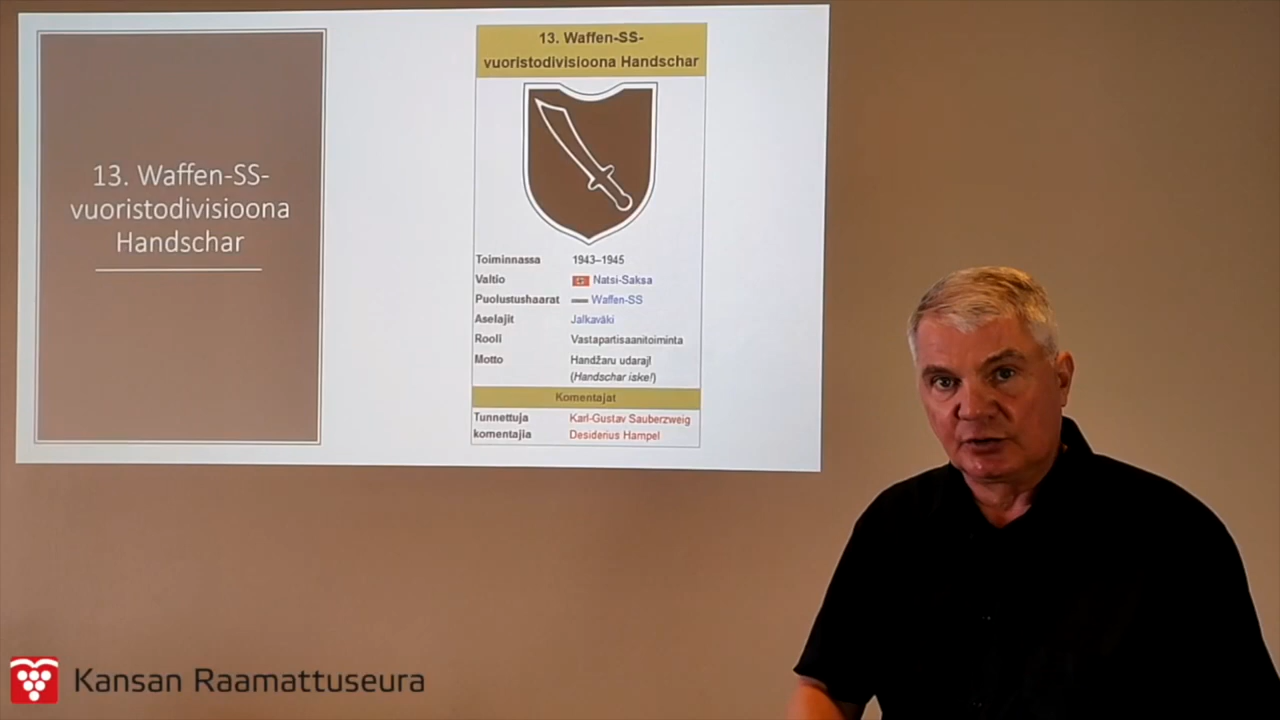 13. Waffen-SS-
vuoristodivisioona
Handschar
13. Waffen-SS-
vuoristodivisioona Handschar
Toiminnassa 1943–1945
Valtio Natsi-Saksa
Puolustushaarat Waffen-SS
Aselajit Jalkaväki
Rooli Vastapartisaanitoiminta
Motto Handžaru udaraj!
(Handschar iske!)
Komentajat
Tunnettuja Karl-Gustav Sauberzweig
komentajia Desiderius Hampel
Kansan Raamattuseura